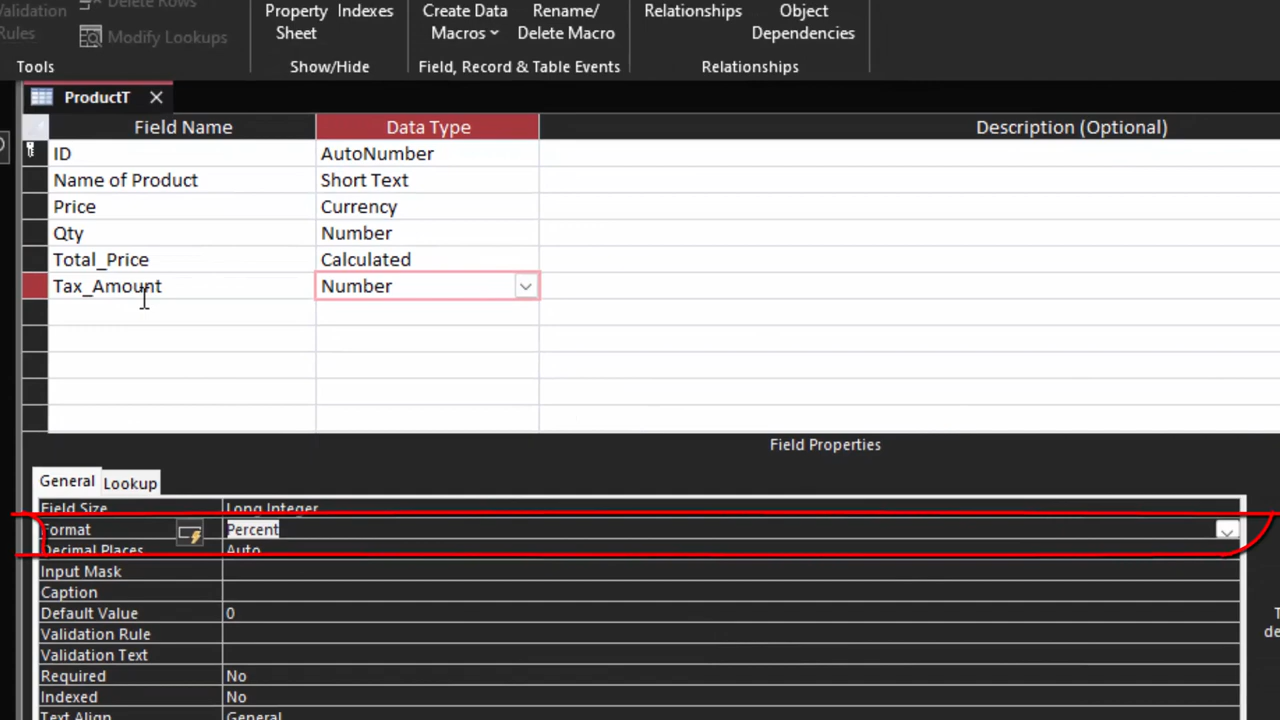 Validation Rules
Delete Rows
Modify Lookups
Tools
Property Sheet
Indexes
Show/Hide
Create Data Macros
Rename/ Delete Macro
Field, Record & Table Events
Relationships
Object Dependencies
Relationships
ProductT
Field Name Data Type Description (Optional)
ID AutoNumber
Name of Product Short Text
Price Currency
Qty Number
Total_Price Calculated
Tax_Amount Number
Field Properties
General Lookup
Field Size Long Integer
Format Percent
Decimal Places Auto
Input Mask
Caption
Default Value 0
Validation Rule
Validation Text
Required No
Indexed No
Text Align General